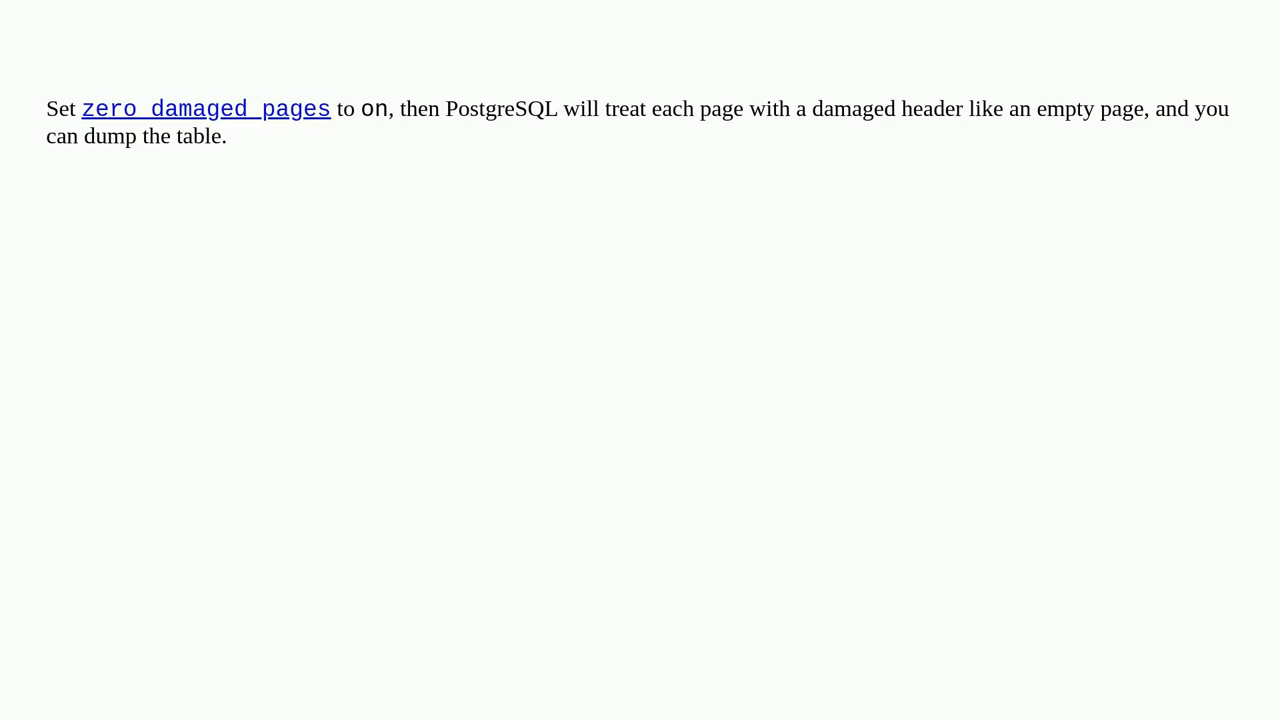 Set zero_damaged_pages to on, then PostgreSQL will treat each page with a damaged header like an empty page, and you
can dump the table.